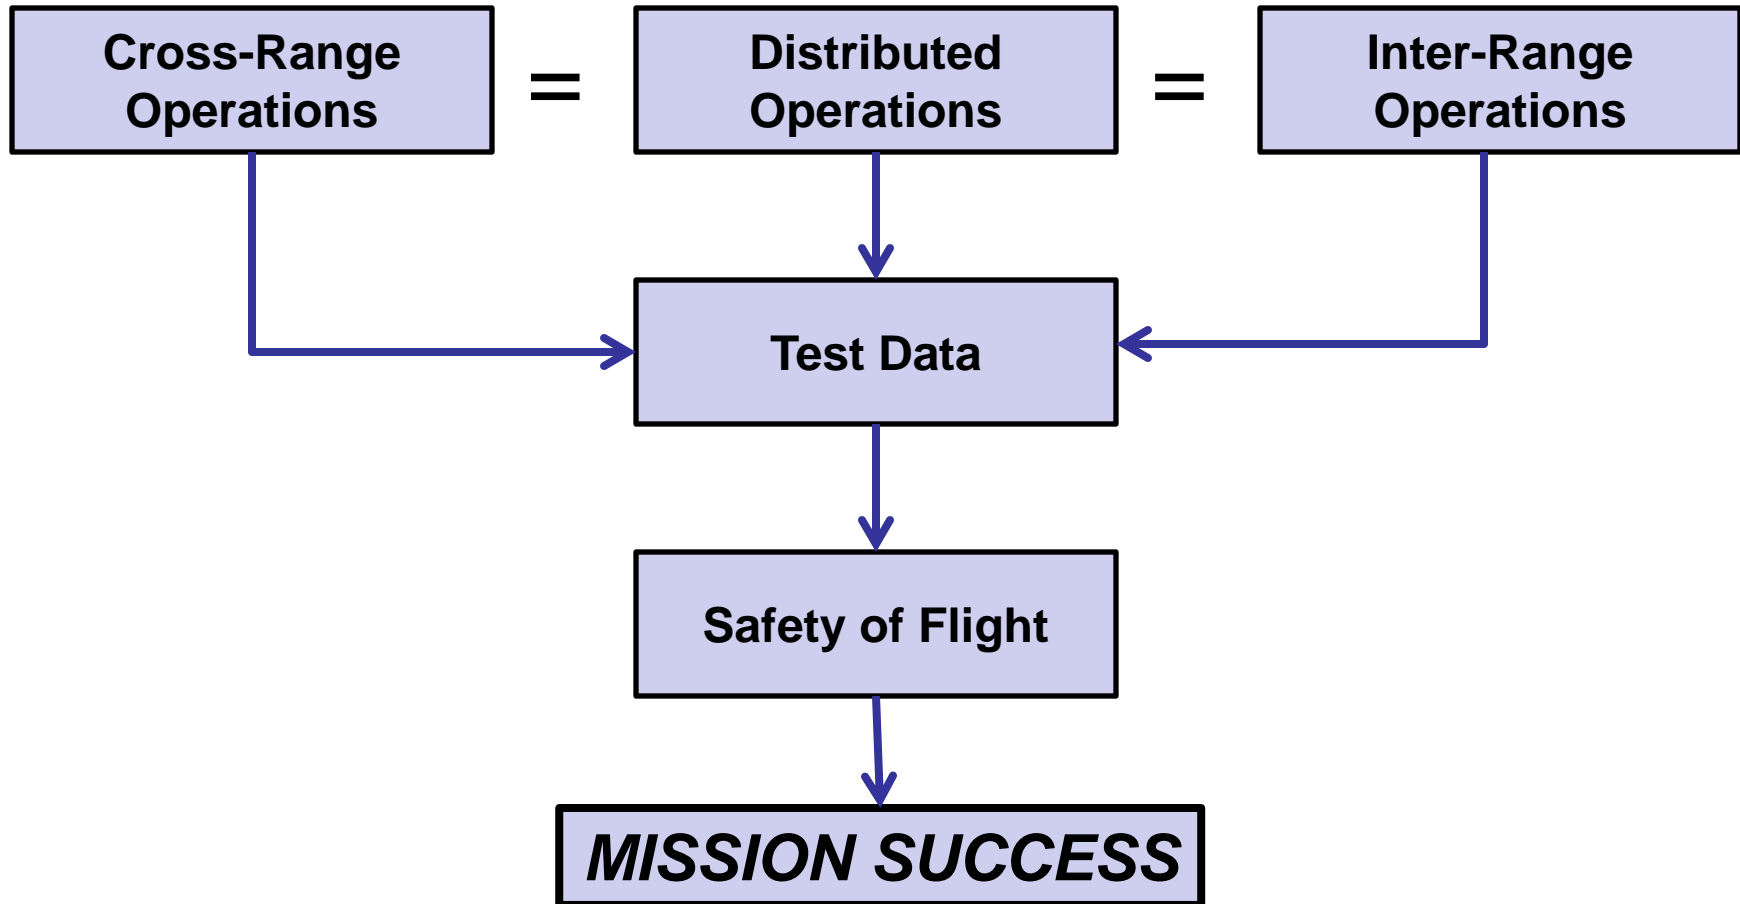 Cross-Range
Operations
=
Distributed
Operations
=
Inter-Range
Operations
Test Data
Safety of Flight
MISSION SUCCESS